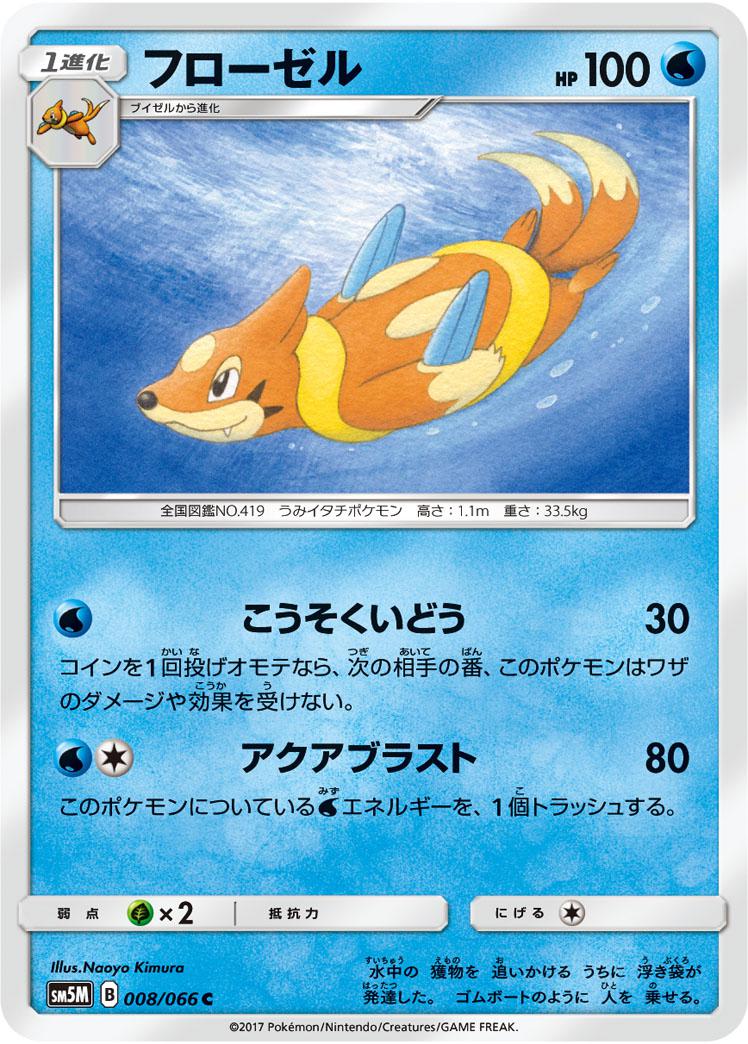 1進化
フローゼル
HP 100
ブイゼルから進化
全国図鑑NO.419 うみイタチポケモン 高さ:1.1m 重さ:33.5kg
こうそくいどう 30
コインを1回投げオモテなら、次の相手の番、このポケモンはワザ
のダメージや効果を受けない。
アクアブラスト 80
このポケモンについているエネルギーを、1個トラッシュする。
弱点 ×2 抵抗力 にげる
Illus.Naoyo Kimura
SM5M B 008/066 C
水中の 獲物を 追いかける うちに 浮き袋が
発達した。 ゴムボートのように 人を 乗せる。
©2017 Pokémon/Nintendo/Creatures/GAME FREAK.